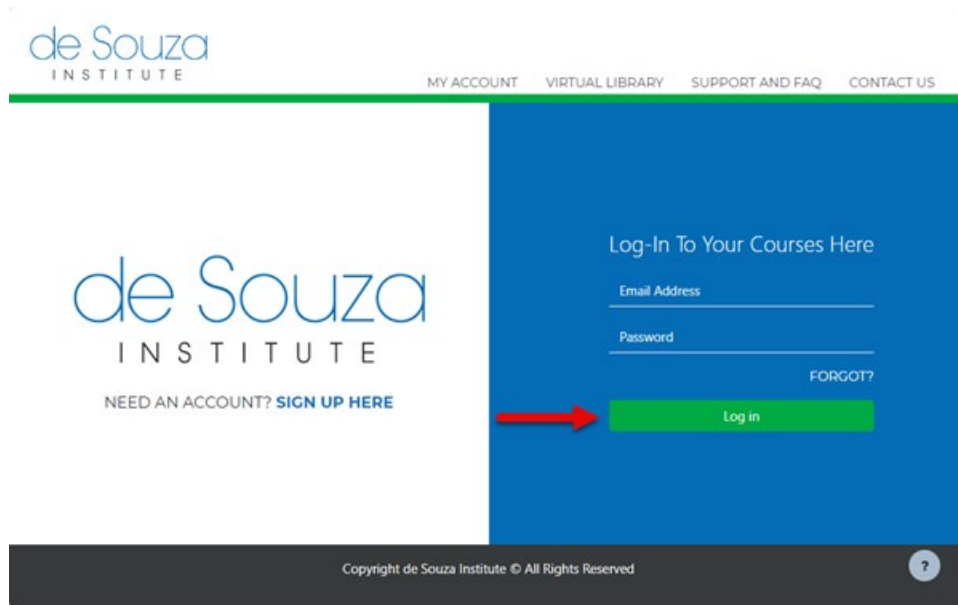 de Souza
INSTITUTE
MY ACCOUNT VIRTUAL LIBRARY SUPPORT AND FAQ CONTACT US
de Souza
INSTITUTE
NEED AN ACCOUNT? SIGN UP HERE
Log-In To Your Courses Here
Email Address
Password
FORGOT?
Log in
Copyright de Souza Institute © All Rights Reserved
?